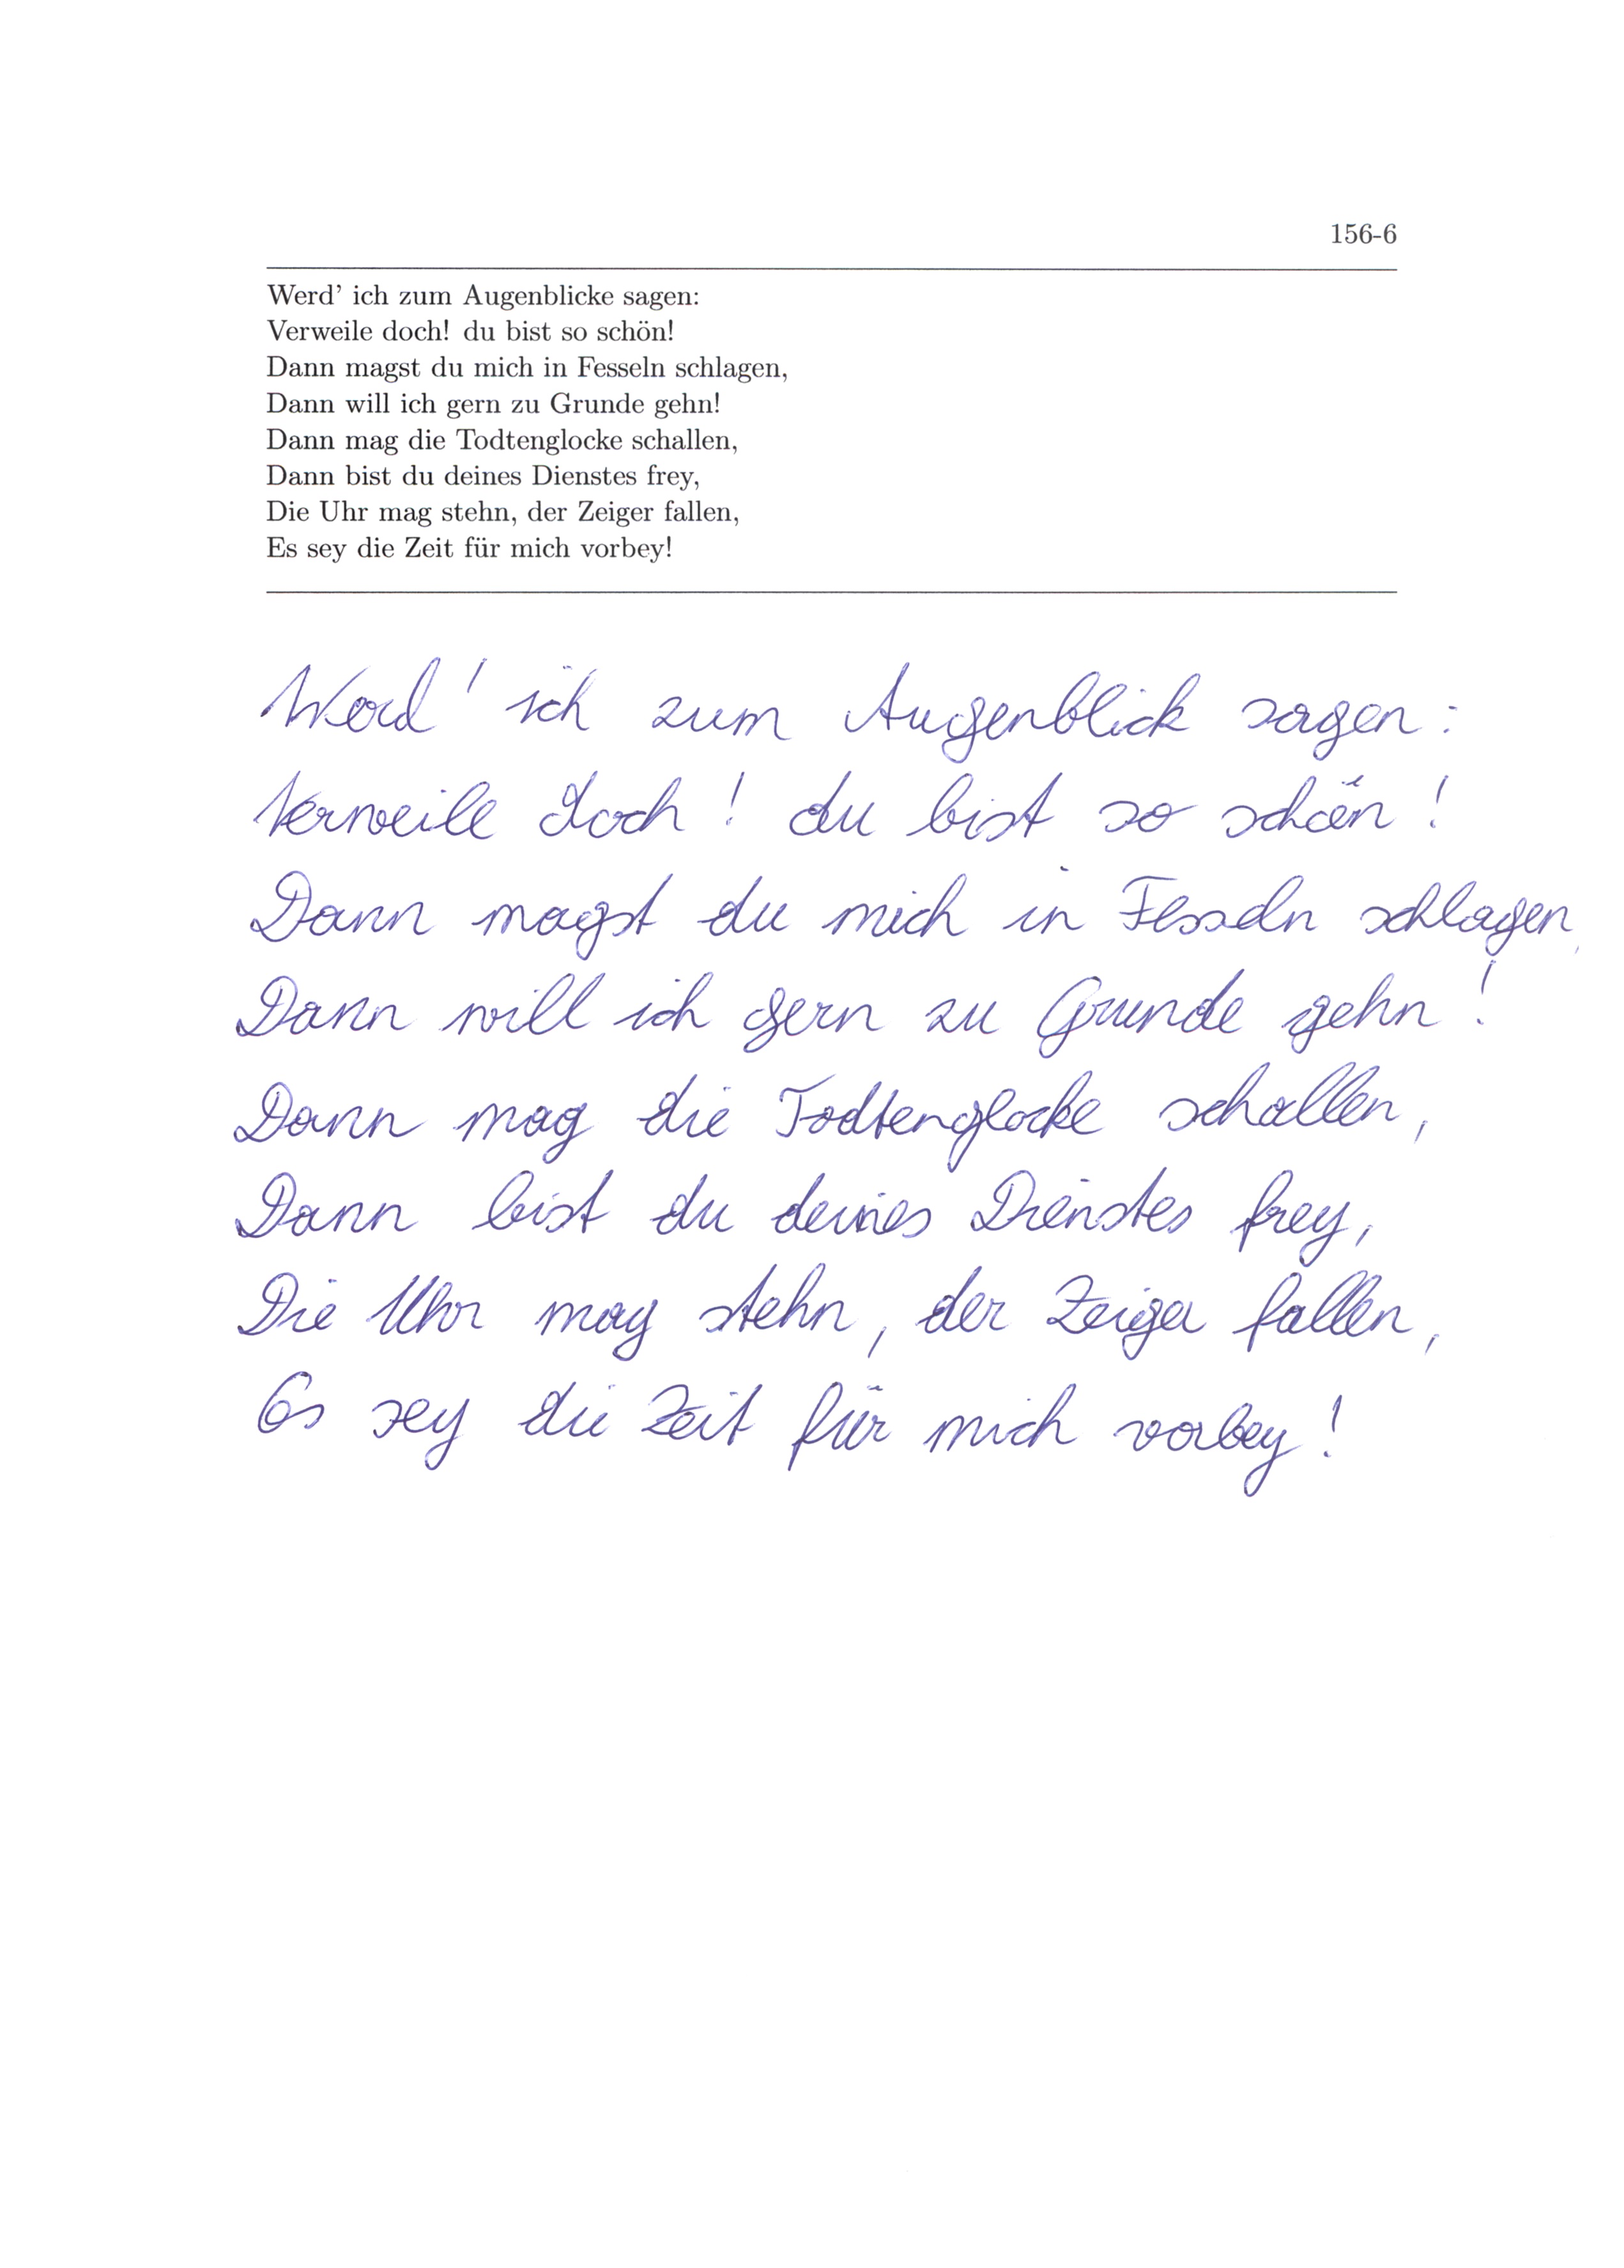 156-6
Werd' ich zum Augenblicke sagen:
Verweile doch! du bist so schön!
Dann magst du mich in Fesseln schlagen,
Dann will ich gern zu Grunde gehn!
Dann mag die Todtenglocke schallen,
Dann bist du deines Dienstes frey,
Die Uhr mag stehn, der Zeiger fallen,
Es sey die Zeit für mich vorbey!
Werd' ich zum Augenblick sagen:
Verweile doch! du bist so schön!
Dann magst du mich in Fesseln schlagen,
Dann will ich gern zu Grunde gehn!
Dann mag die Todtenglocke schallen,
Dann bist du deines Dienstes frey,
Die Uhr mag stehn, der Zeiger fallen,
Es sey die Zeit für mich vorbey!